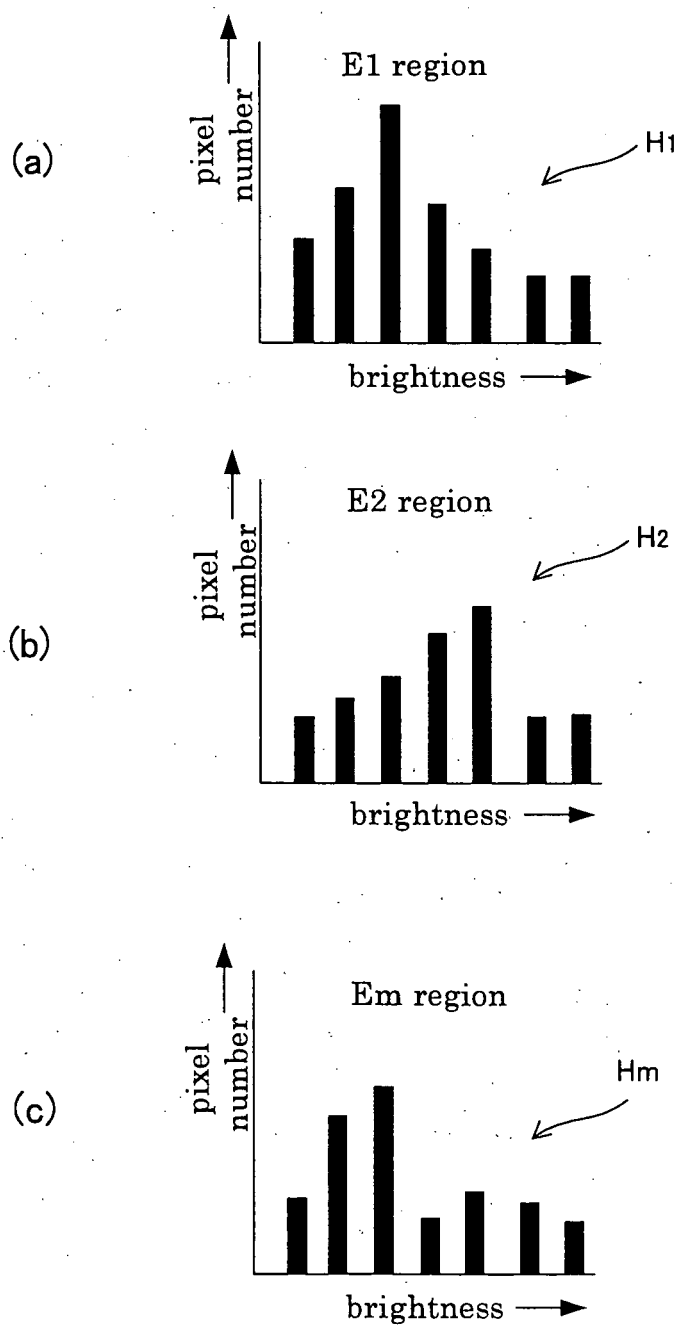 (a)
pixel
number
E1 region
H1
brightness
(b)
pixel
number
E2 region
H2
brightness
(c)
pixel
number
Em region
Hm
brightness